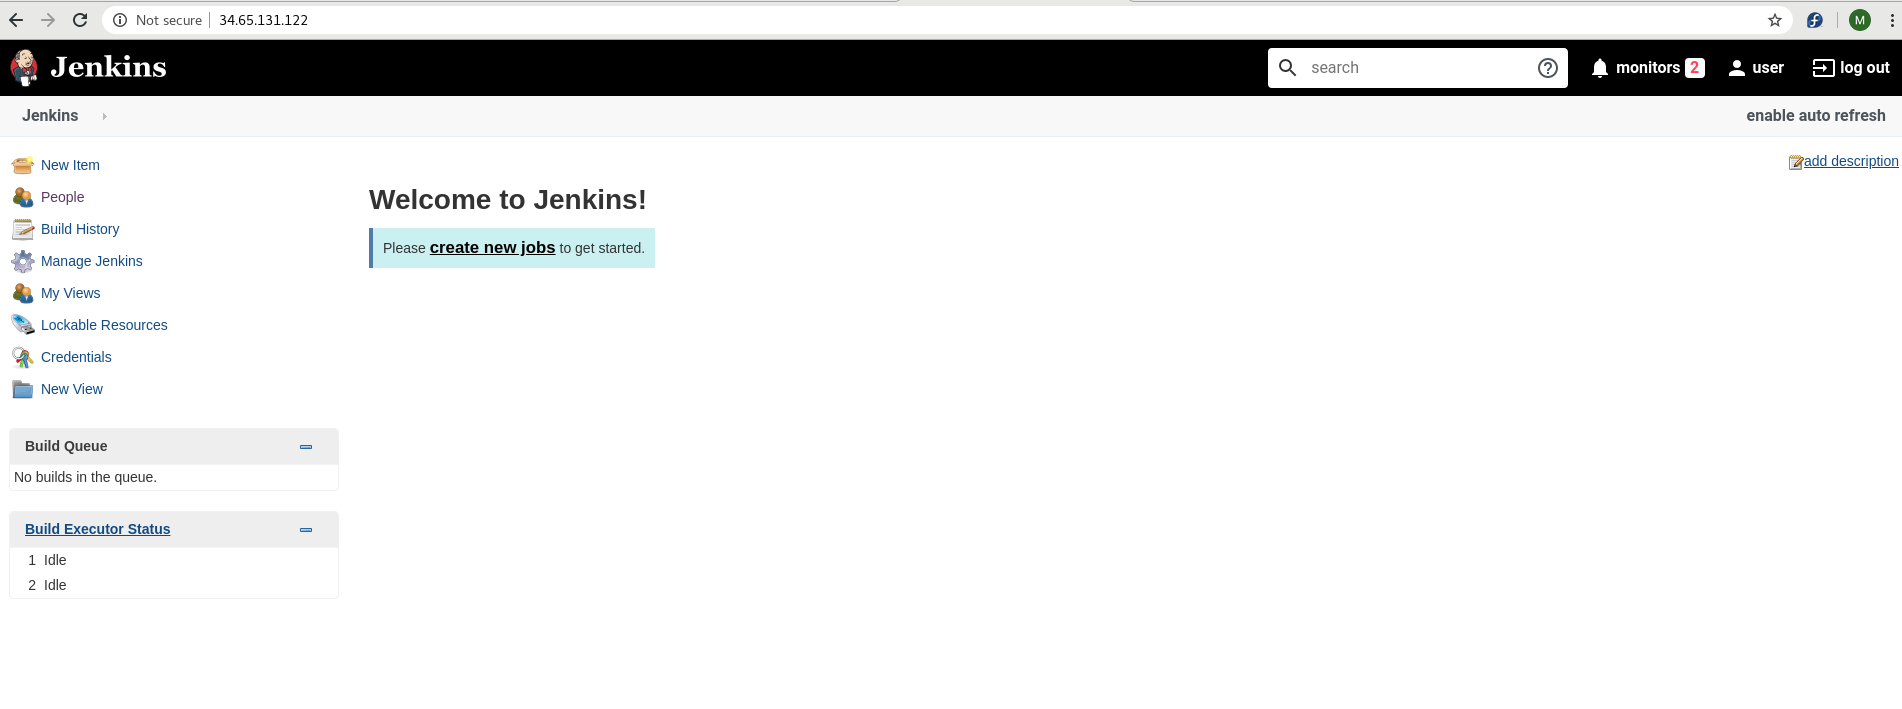 Not secure 34.65.131.122 M
Jenkins search monitors 2 user log out
Jenkins enable auto refresh
add description
New Item
People
Build History
Manage Jenkins
My Views
Lockable Resources
Credentials
New View
Build Queue
No builds in the queue.
Build Executor Status
1 Idle
2 Idle
Welcome to Jenkins!
Please create new jobs to get started.